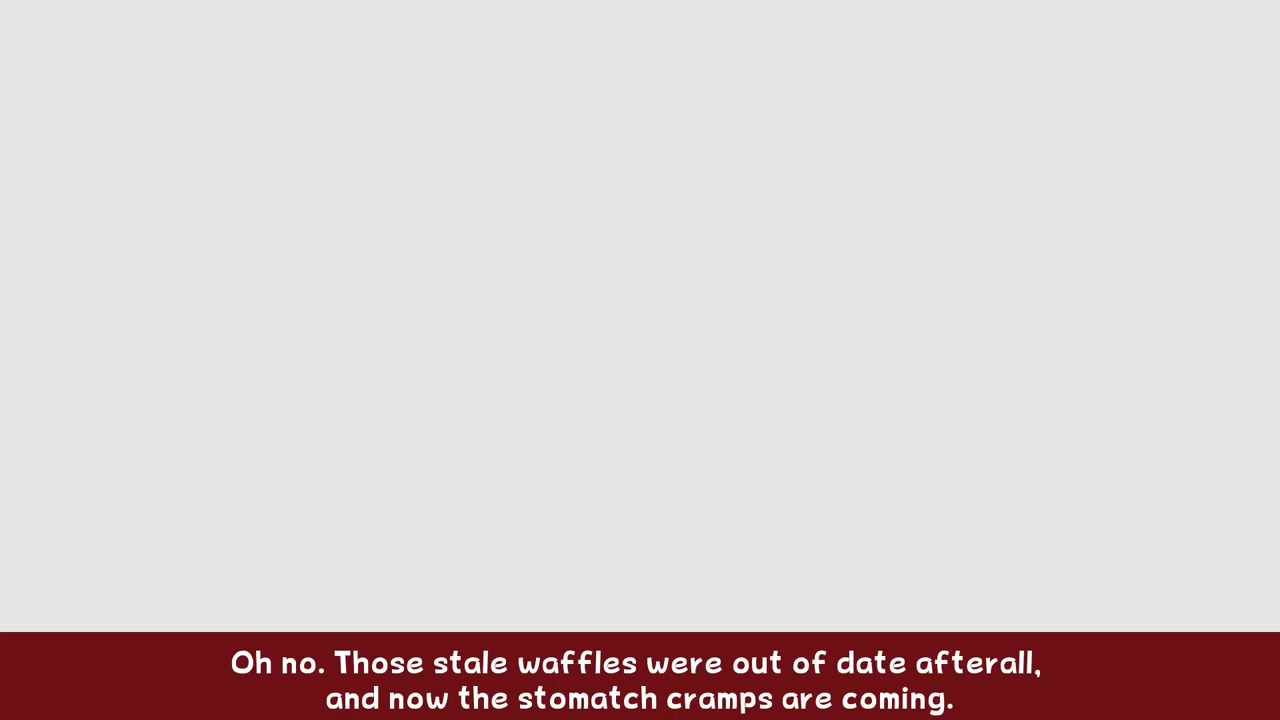 Oh no. Those stale waffles were out of date afterall,
and now the stomatch cramps are coming.